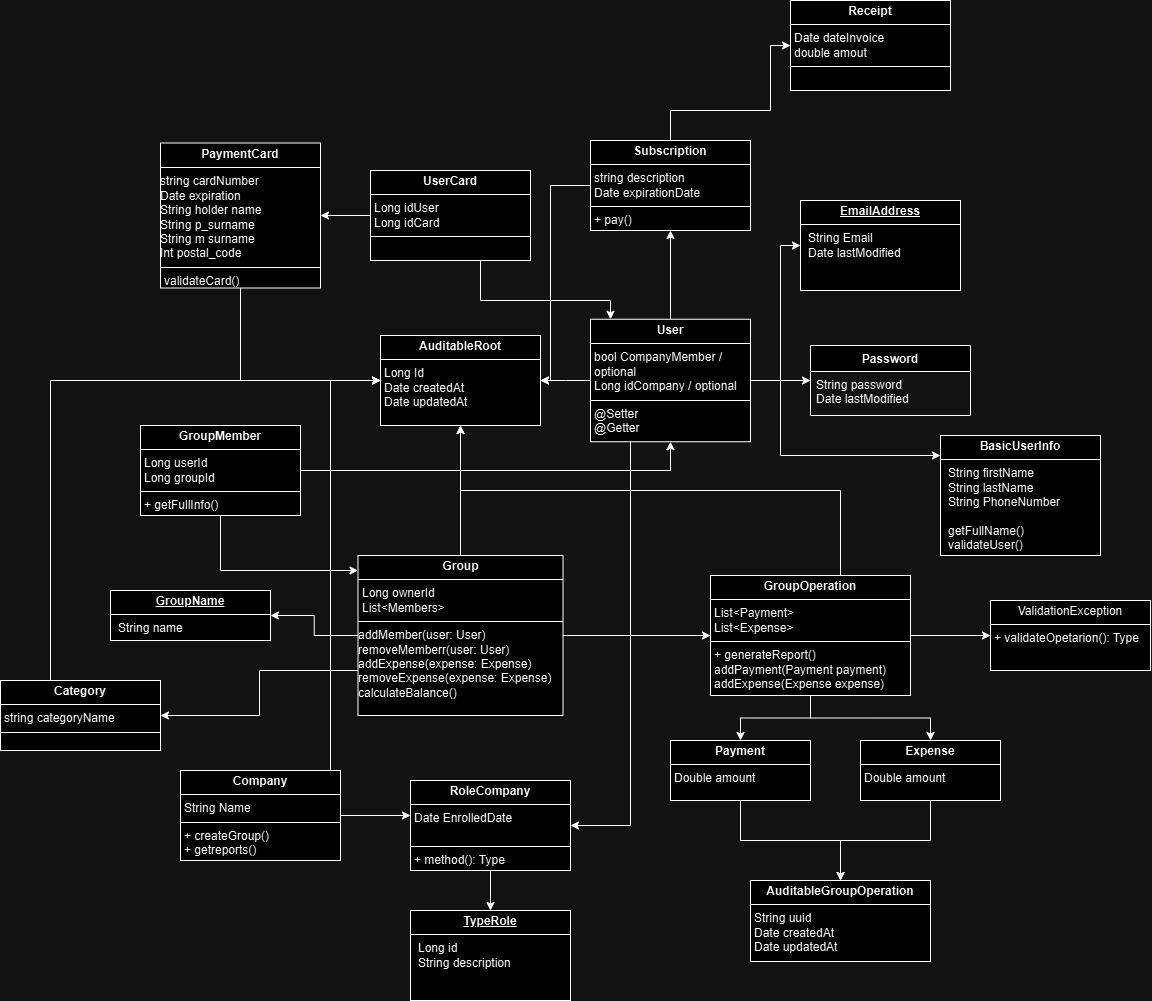 Receipt
Date dateInvoice
double amout
Subscription
string description
Date expirationDate
+ pay()
PaymentCard
string cardNumber
Date expiration
String holder name
String p_surname
String m surname
Int postal_code
validateCard()
UserCard
Long idUser
Long idCard
EmailAddress
String Email
Date lastModified
User
bool CompanyMember /
optional
Long idCompany / optional
@Setter
@Getter
AuditableRoot
Long Id
Date createdAt
Date updatedAt
Password
String password
Date lastModified
GroupMember
Long userId
Long groupId
+ getFullInfo()
BasicUserInfo
String firstName
String lastName
String PhoneNumber
getFullName()
validateUser()
Group
Long ownerId
List<Members>
addMember(user: User)
removeMemberr(user: User)
addExpense(expense: Expense)
removeExpense(expense: Expense)
calculateBalance()
GroupOperation
List<Payment>
List<Expense>
+ generateReport()
addPayment(Payment payment)
addExpense(Expense expense)
GroupName
String name
ValidationException
+ validateOpetarion(): Type
Category
string categoryName
Payment
Double amount
Expense
Double amount
Company
String Name
+ createGroup()
+ getreports()
RoleCompany
Date EnrolledDate
+ method(): Type
AuditableGroupOperation
String uuid
Date createdAt
Date updatedAt
TypeRole
Long id
String description